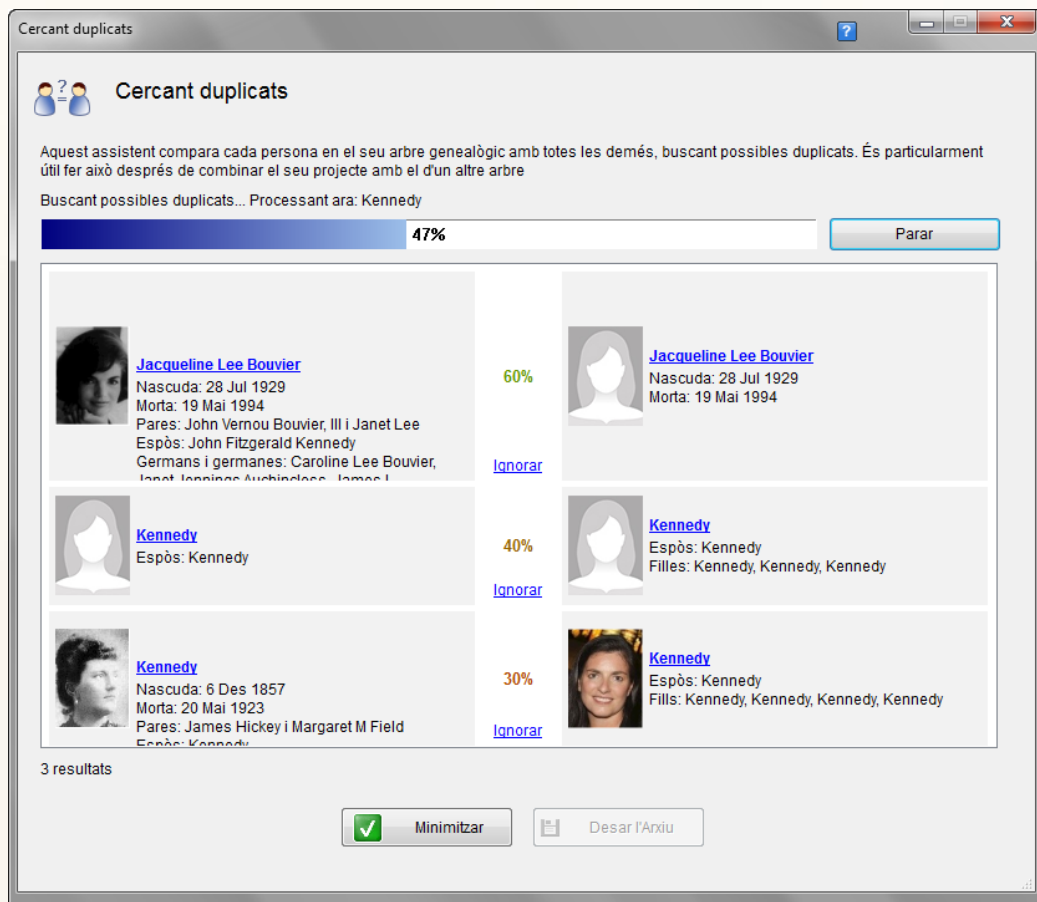 Cercant duplicats
?
Cercant duplicats
Aquest assistent compara cada persona en el seu arbre genealògic amb totes les demés, buscant possibles duplicats. És particularment
útil fer això després de combinar el seu projecte amb el d'un altre arbre
Buscant possibles duplicats... Processant ara: Kennedy
47%
Parar
Jacqueline Lee Bouvier
Nascuda: 28 Jul 1929
Morta: 19 Mai 1994
Pares: John Vernou Bouvier, III i Janet Lee
Espòs: John Fitzgerald Kennedy
Germans i germanes: Caroline Lee Bouvier,
Janet Jennings Auchincloss, James L
60%
Ignorar
Jacqueline Lee Bouvier
Nascuda: 28 Jul 1929
Morta: 19 Mai 1994
Kennedy
Espòs: Kennedy
40%
Ignorar
Kennedy
Espòs: Kennedy
Filles: Kennedy, Kennedy, Kennedy
Kennedy
Nascuda: 6 Des 1857
Morta: 20 Mai 1923
Pares: James Hickey i Margaret M Field
Espòs: Kennedy
30%
Ignorar
Kennedy
Espòs: Kennedy
Fills: Kennedy, Kennedy, Kennedy, Kennedy
3 resultats
Minimitzar
Desar l'Arxiu